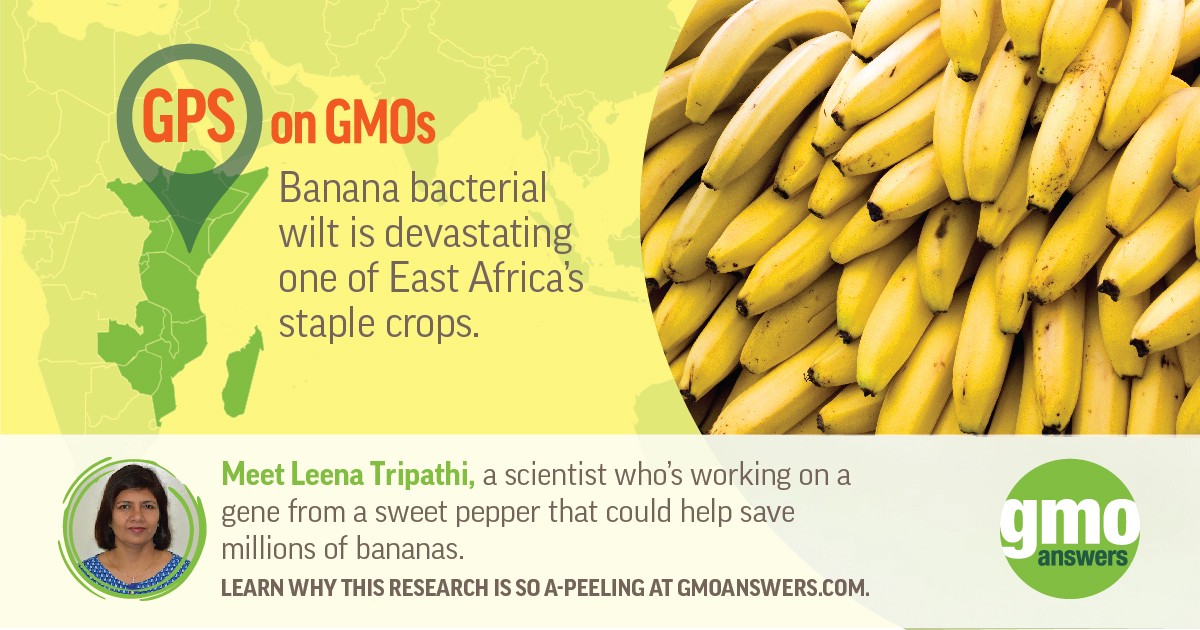 GPS on GMOs
Banana bacterial
wilt is devastating
one of East Africa's
staple crops.
Meet Leena Tripathi, a scientist who's working on a
gene from a sweet pepper that could help save
millions of bananas.
LEARN WHY THIS RESEARCH IS SO A-PEELING AT GMOANSWERS.COM.
gmo
answers